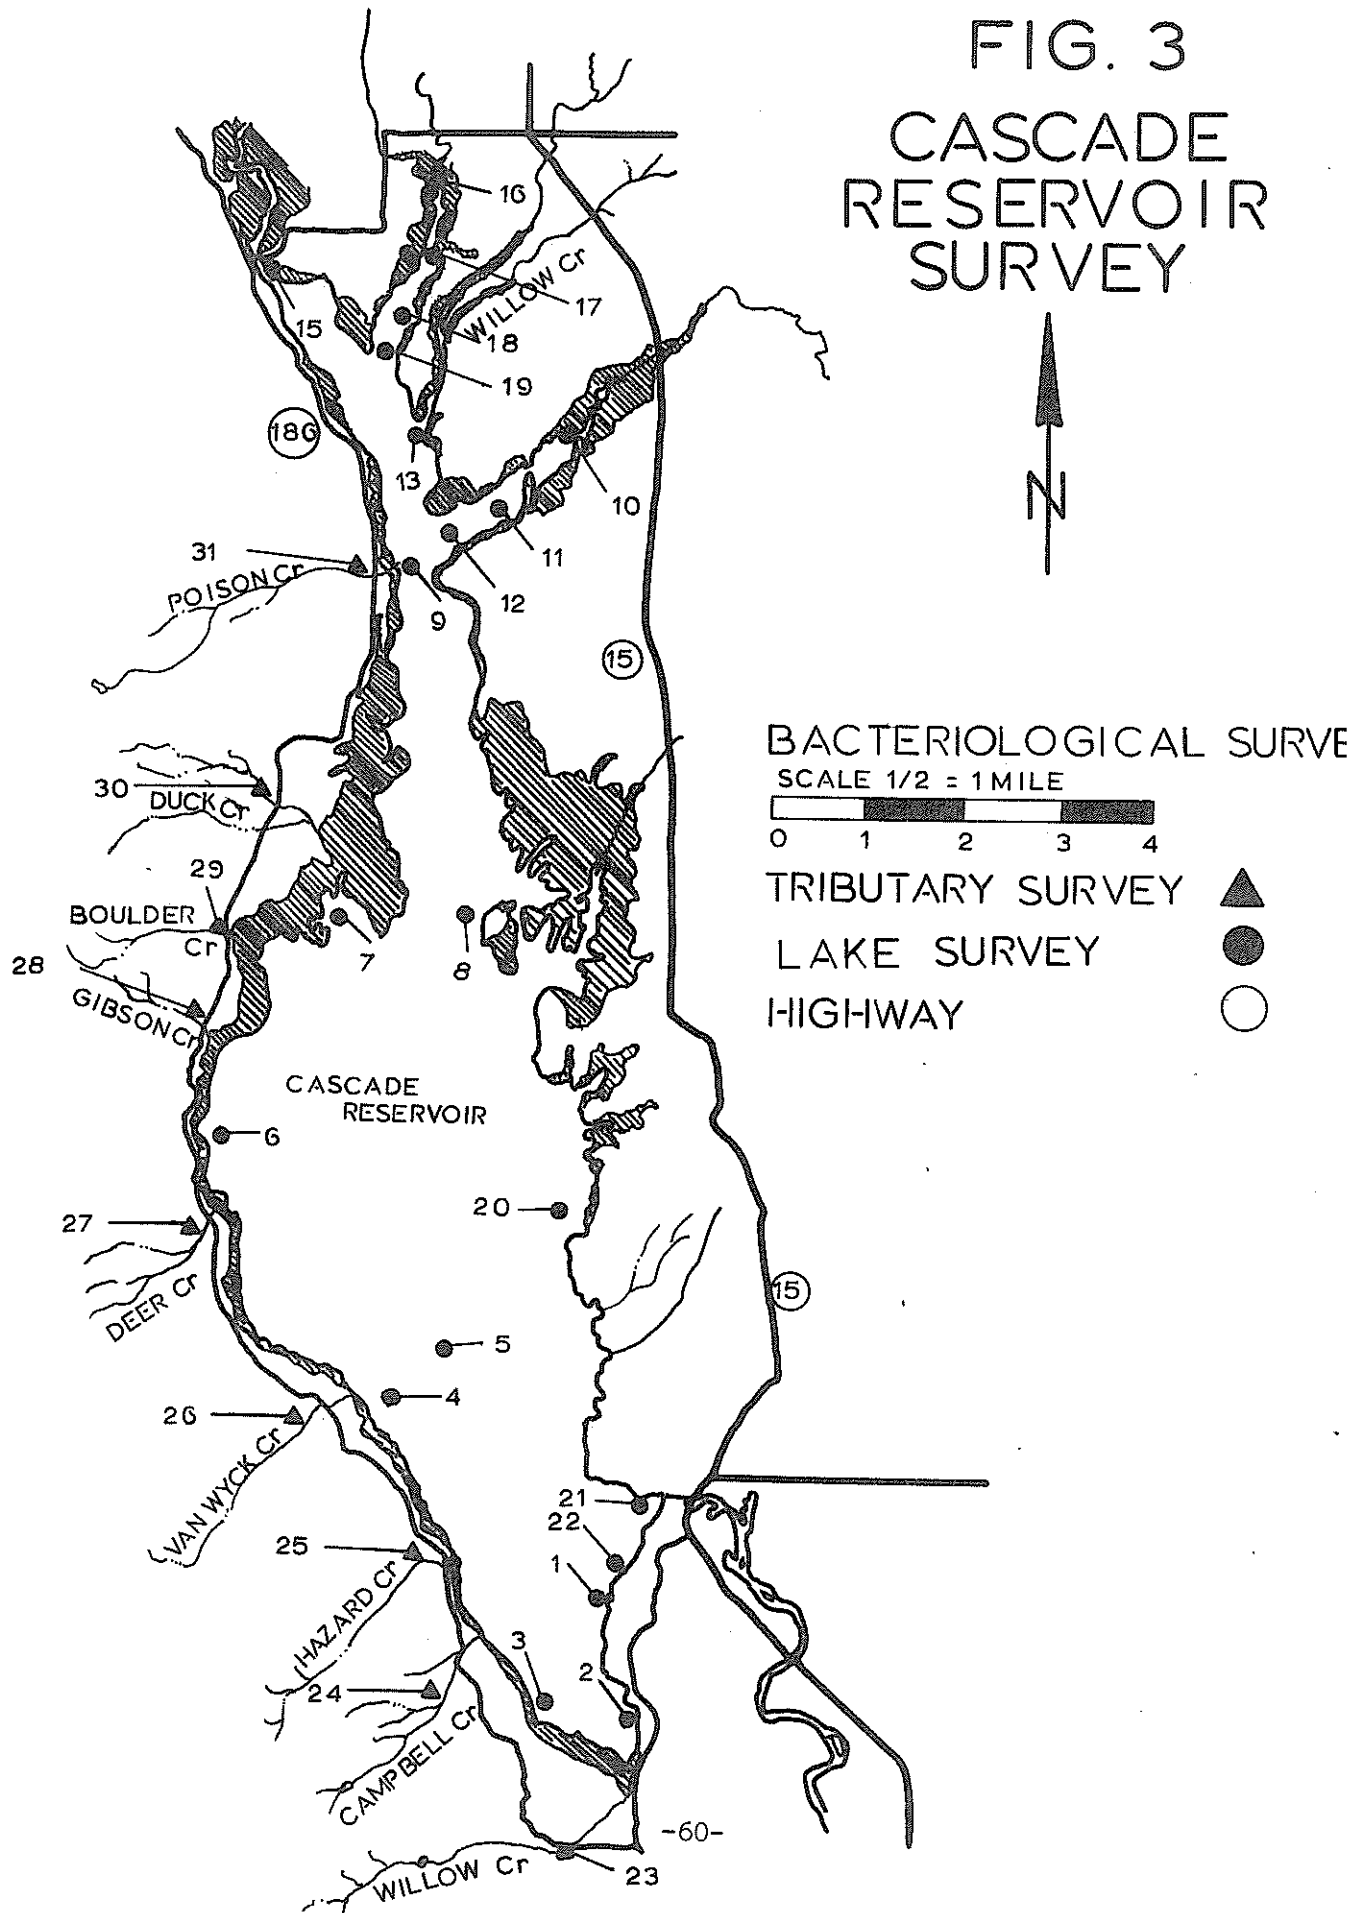 FIG. 3
CASCADE
RESERVOIR
SURVEY
16
17
WILLOW Cr
15
18
19
186
13
10
N
11
31
12
POISON Cr
9
15
BACTERIOLOGICAL SURVE
SCALE 1/2 = 1 MILE
0 1 2 3 4
TRIBUTARY SURVEY
LAKE SURVEY
HIGHWAY
30
DUCK Cr
29
BOULDER
Cr
28
7
8
GIBSON Cr
CASCADE
RESERVOIR
6
20
27
DEER Cr
15
5
4
26
VAN WYCK Cr
21
22
25
1
HAZARD Cr
3
2
24
CAMPBELL Cr
-60-
23
WILLOW Cr